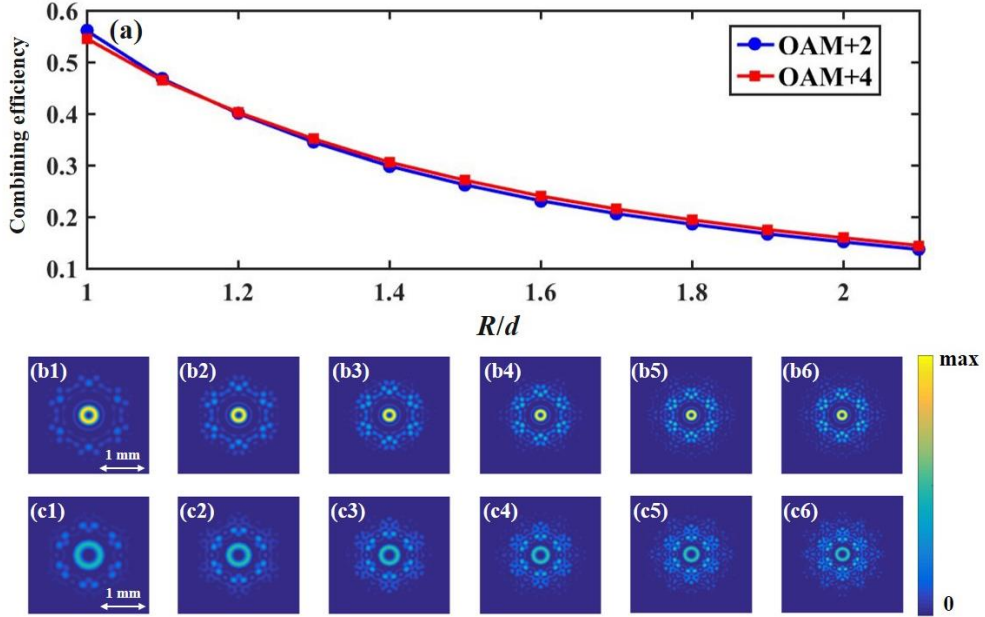 (a)
OAM+2
OAM+4
0.6
0.5
0.4
0.3
0.2
0.1
Combining efficiency
1 1.2 1.4 1.6 1.8 2
R/d
(b1) (b2) (b3) (b4) (b5) (b6)
1 mm
(c1) (c2) (c3) (c4) (c5) (c6)
1 mm
max
0